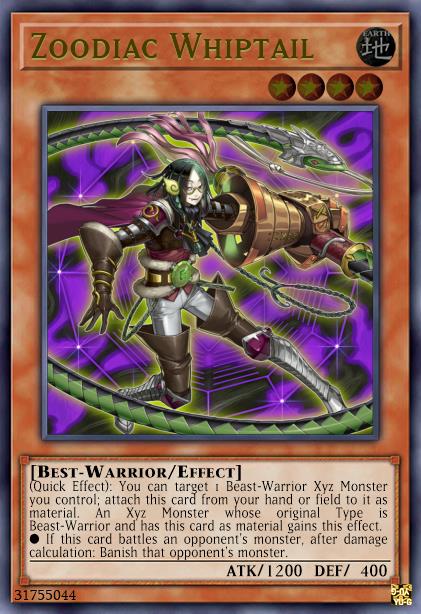 Zoodiac Whiptail
EARTH
地
[Best-Warrior/Effect]
(Quick Effect): You can target 1 Beast-Warrior Xyz Monster
you control; attach this card from your hand or field to it as
material. An Xyz Monster whose original Type is
Beast-Warrior and has this card as material gains this effect.
● If this card battles an opponent's monster, after damage
calculation: Banish that opponent's monster.
ATK/1200 DEF/ 400
31755044